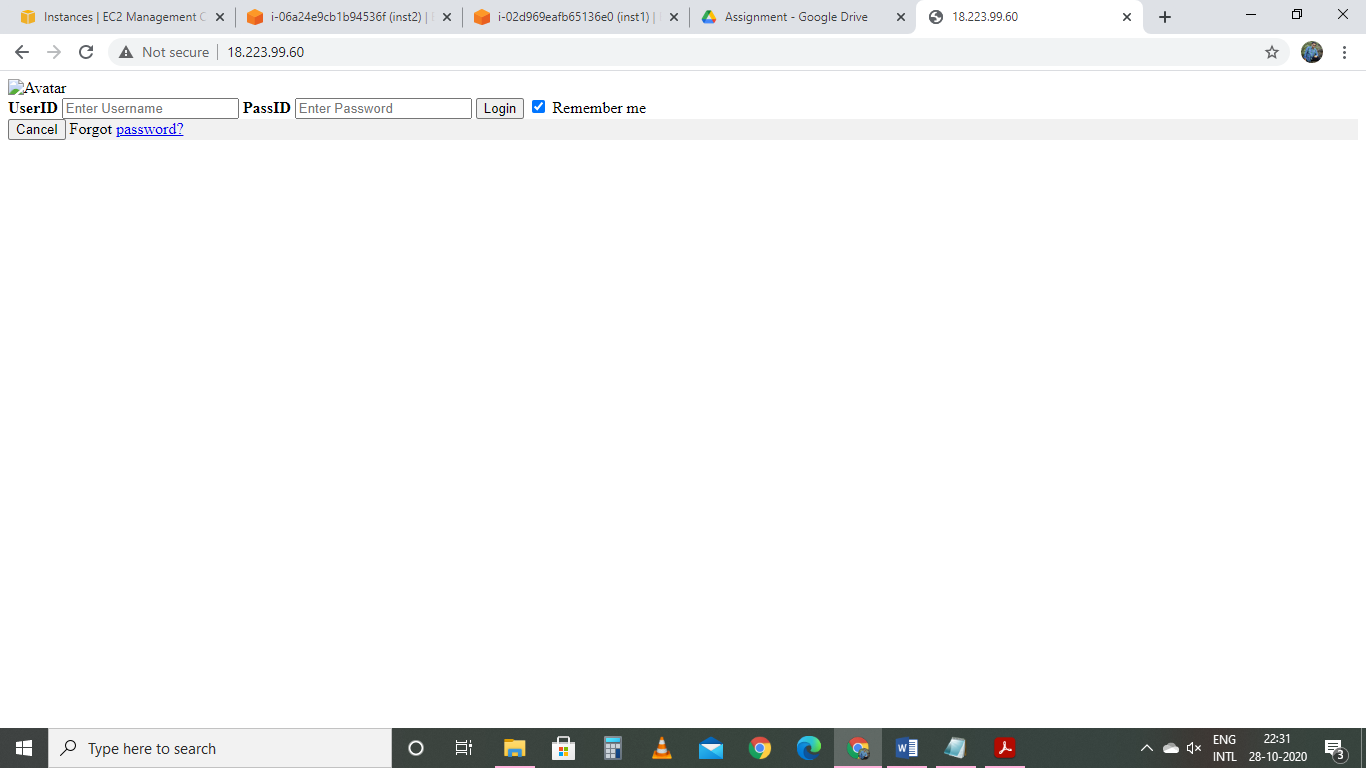 Instances | EC2 Management C
i-06a24e9cb1b94536f (inst2) |
i-02d969eafb65136e0 (inst1) |
Assignment - Google Drive
18.223.99.60
Not secure | 18.223.99.60
Avatar
UserID Enter Username PassID Enter Password Login Remember me
Cancel Forgot password?
Type here to search
ENG 22:31
INTL 28-10-2020
3